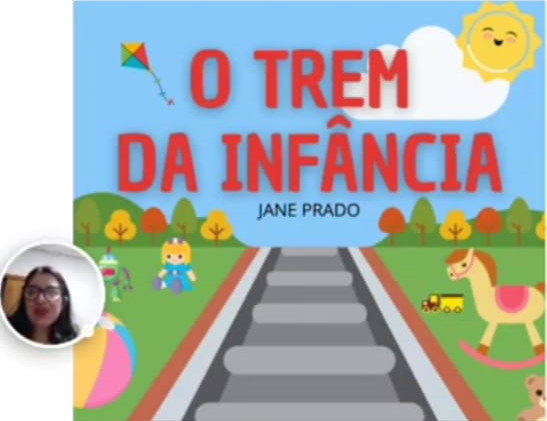 O TREM
DA INFÂNCIA
JANE PRADO